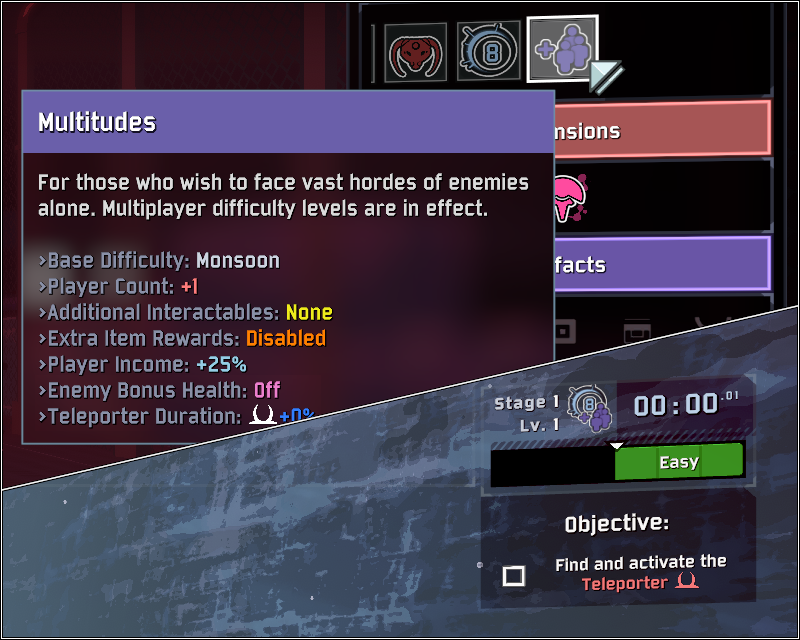 8
Multitudes
nsions
For those who wish to face vast hordes of enemies
alone. Multiplayer difficulty levels are in effect.
facts
>Base Difficulty: Monsoon
>Player Count: +1
>Additional Interactables: None
>Extra Item Rewards: Disabled
>Player Income: +25%
>Enemy Bonus Health: Off
>Teleporter Duration: +0%
Stage 1
Lv. 1
8
00:00.01
Easy
Objective:
Find and activate the
Teleporter